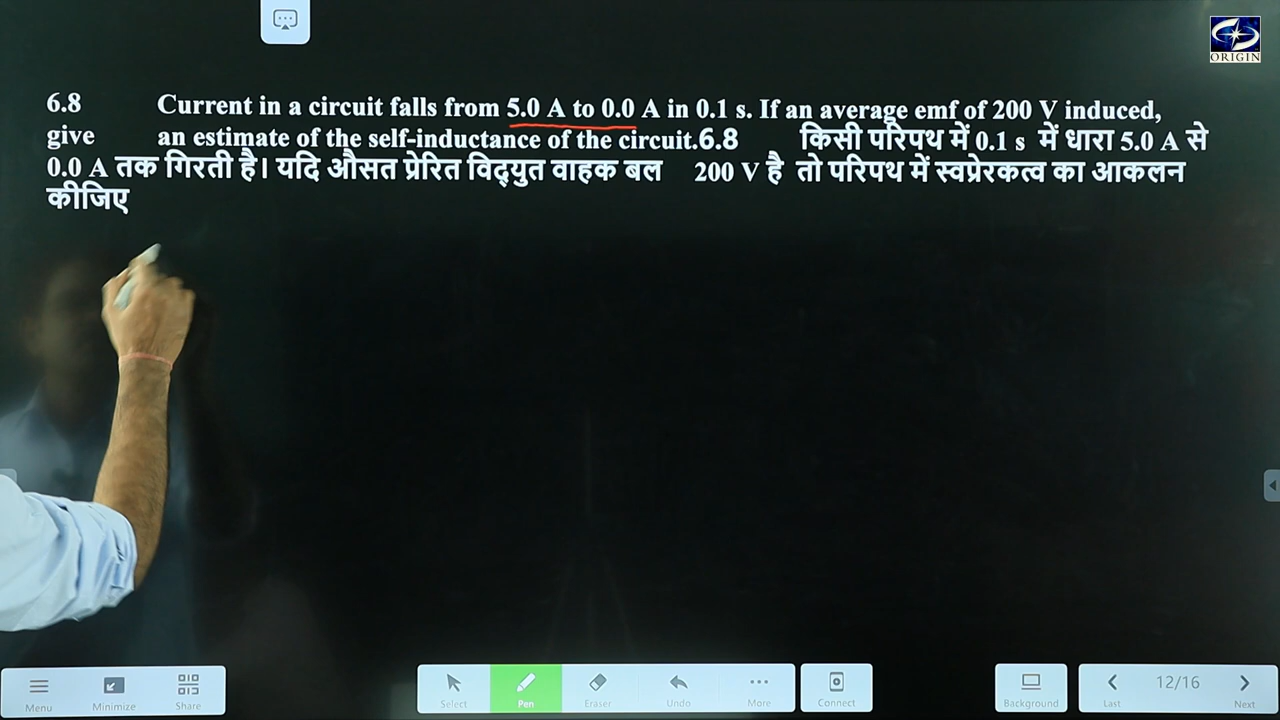 ORIGIN
6.8 Current in a circuit falls from 5.0 A to 0.0 A in 0.1 s. If an average emf of 200 V induced,
give an estimate of the self-inductance of the circuit.6.8 किसी परिपथ में 0.1 s में धारा 5.0 A से
0.0 A तक गिरती है। यदि औसत प्रेरित विद्युत वाहक बल 200 V है तो परिपथ में स्वप्रेरकत्व का आकलन
कीजिए
Menu Minimize Share Select Pen Eraser Undo More Connect Background Last 12/16 Next